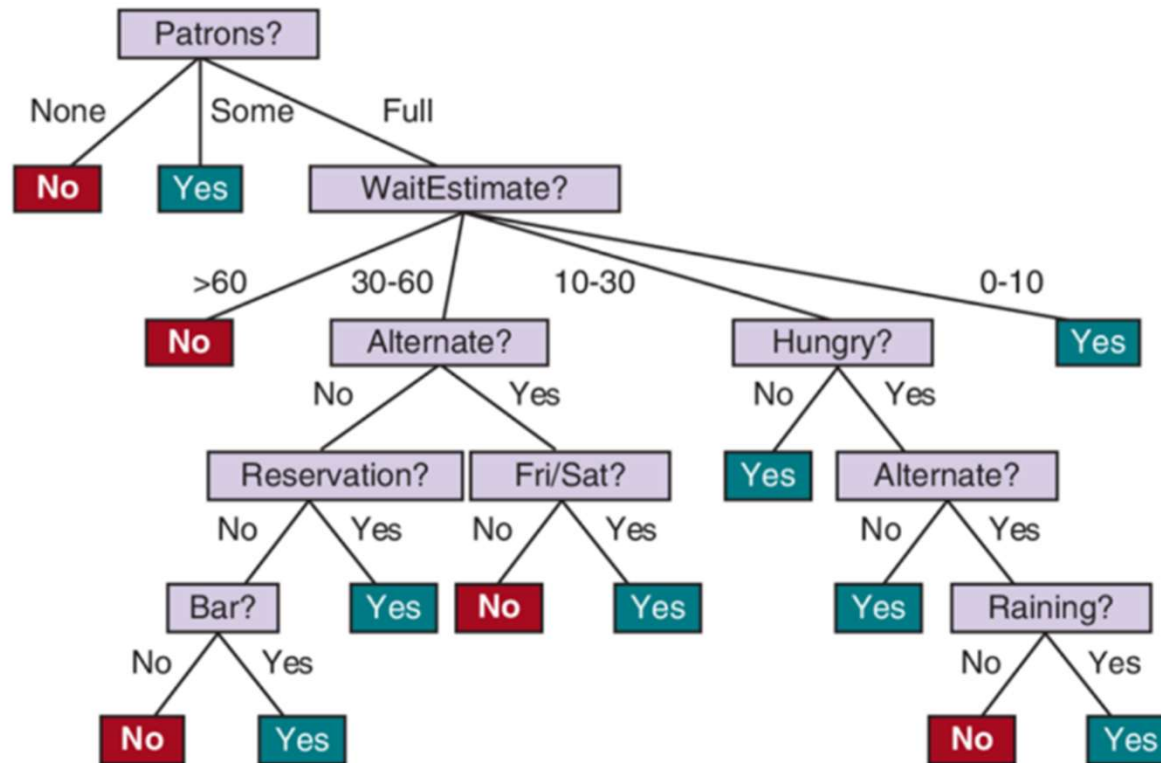 Patrons?
None Some Full
No Yes WaitEstimate?
>60 30-60 10-30 0-10
No Alternate? Hungry? Yes
No Yes No Yes
Reservation? Fri/Sat? Yes Alternate?
No Yes No Yes No Yes
Bar? Yes No Yes Yes Raining?
No Yes No Yes
No Yes No Yes